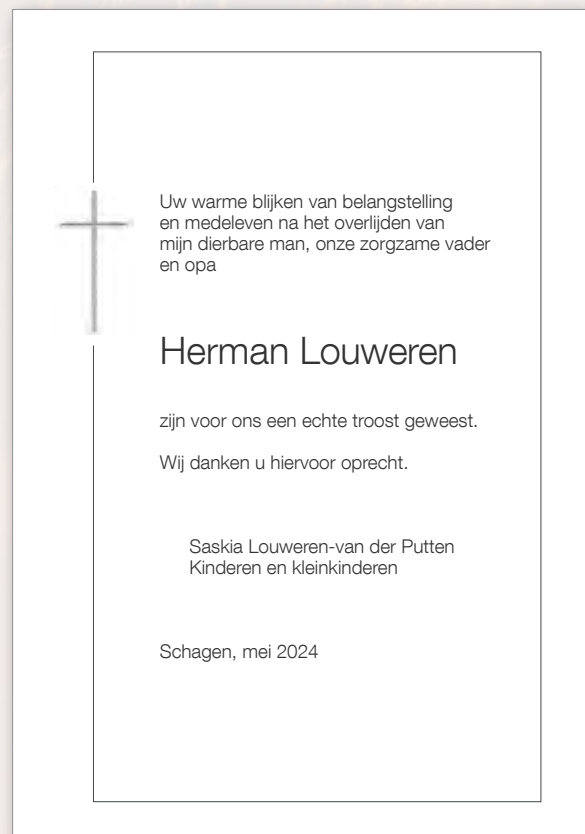 Uw warme blijken van belangstelling
en medeleven na het overlijden van
mijn dierbare man, onze zorgzame vader
en opa
Herman Louweren
zijn voor ons een echte troost geweest.
Wij danken u hiervoor oprecht.
Saskia Louweren-van der Putten
Kinderen en kleinkinderen
Schagen, mei 2024